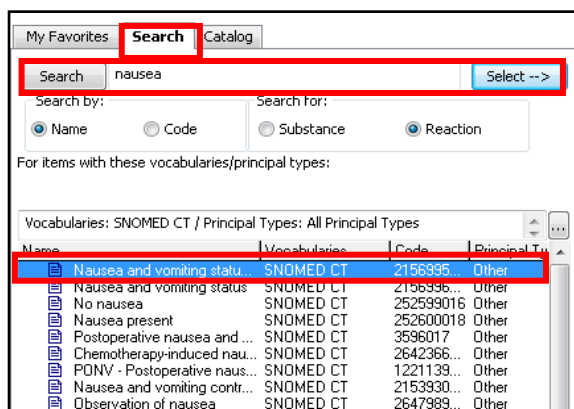 My Favorites Search Catalog
Search nausea Select -->
Search by: Search for:
Name Code Substance Reaction
For items with these vocabularies/principal types:
Vocabularies: SNOMED CT / Principal Types: All Principal Types ...
Name Vocabularies Code Principal Ty
Nausea and vomiting statu... SNOMED CT 2156995... Other
Nausea and vomiting status SNOMED CT 2156996... Other
No nausea SNOMED CT 252599016 Other
Nausea present SNOMED CT 252600018 Other
Postoperative nausea and ... SNOMED CT 3596017 Other
Chemotherapy-induced nau... SNOMED CT 2642366... Other
PONV - Postoperative naus... SNOMED CT 1221139... Other
Nausea and vomiting contr... SNOMED CT 2153930... Other
Observation of nausea SNOMED CT 2647989... Other